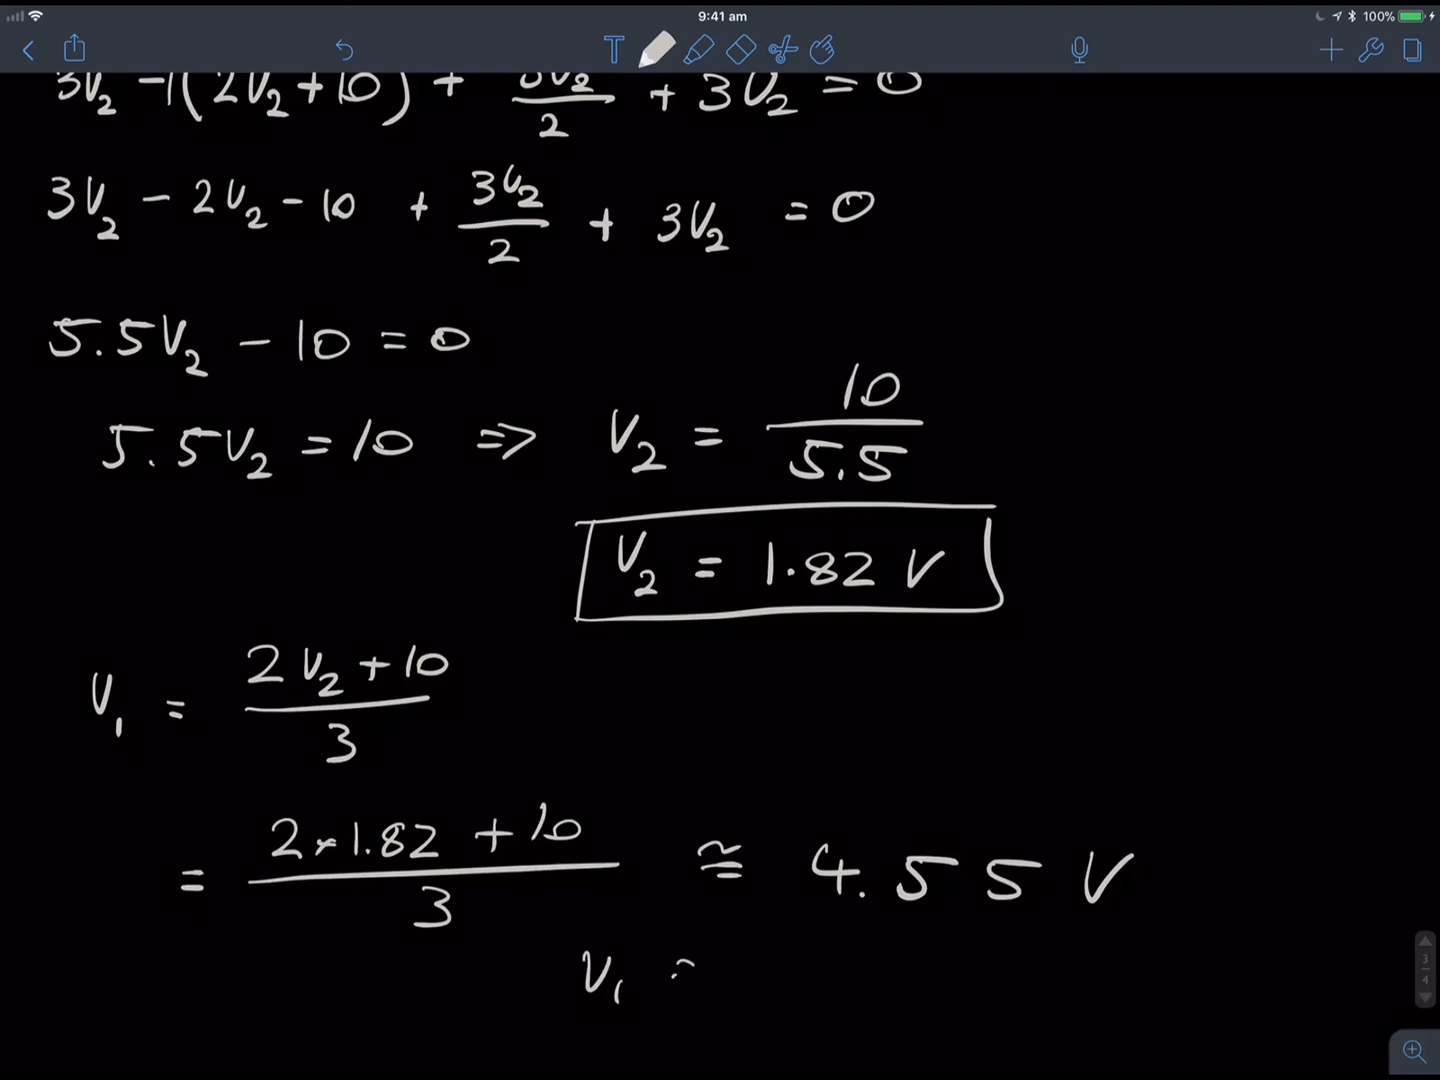 9:41 am
100%
T
3V₂ -1(2V₂+10) + 3V₂/2 + 3V₂ = 0
3V₂ - 2V₂ - 10 + 3V₂/2 + 3V₂ = 0
5.5V₂ - 10 = 0
5.5V₂ = 10 ⇒ V₂ = 10/5.5
V₂ = 1.82 V
V₁ = (2V₂+10)/3
= (2×1.82 + 10)/3 ≅ 4.55 V
V₁ =
3/4